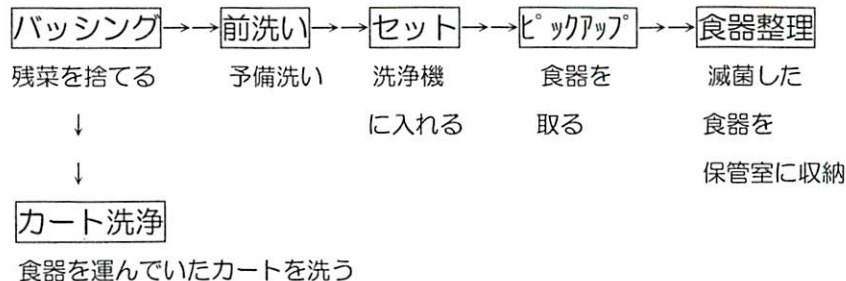 バッシング→→前洗い→→セット→→ピックアップ→→食器整理
残菜を捨てる 予備洗い 洗浄機 食器を 滅菌した
↓ に入れる 取る 食器を
↓ 保管室に収納
カート洗浄
食器を運んでいたカートを洗う